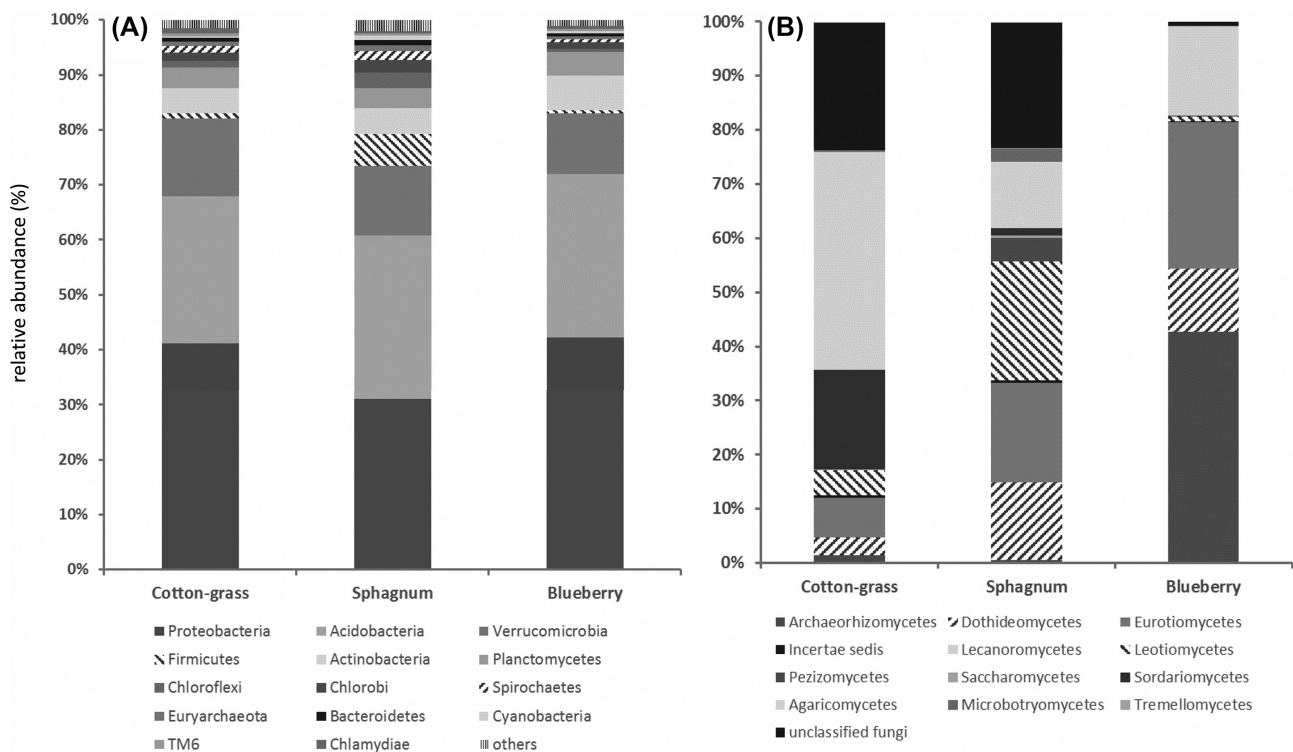 (A)
relative abundance (%)
100%
90%
80%
70%
60%
50%
40%
30%
20%
10%
0%
Cotton-grass Sphagnum Blueberry
Proteobacteria Acidobacteria Verrucomicrobia
Firmicutes Actinobacteria Planctomycetes
Chloroflexi Chlorobi Spirochaetes
Euryarchaeota Bacteroidetes Cyanobacteria
TM6 Chlamydiae others
(B)
100%
90%
80%
70%
60%
50%
40%
30%
20%
10%
0%
Cotton-grass Sphagnum Blueberry
Archaeorhizomycetes Dothideomycetes Eurotiomycetes
Incertae sedis Lecanoromycetes Leotiomycetes
Pezizomycetes Saccharomycetes Sordariomycetes
Agaricomycetes Microbotryomycetes Tremellomycetes
unclassified fungi